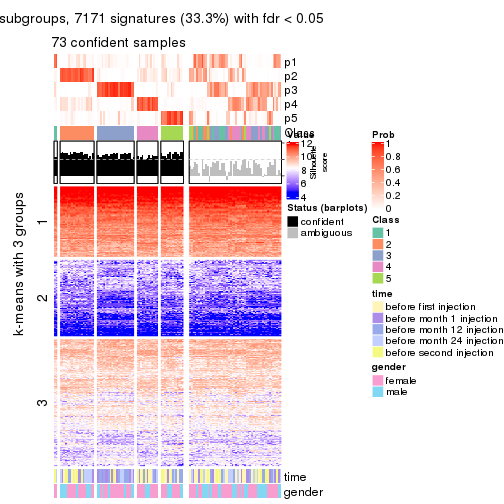 subgroups, 7171 signatures (33.3%) with fdr < 0.05
73 confident samples
p1
p2
p3
p4
p5
Class
Value
12
10
8
6
4
Silhouette
score
Status (barplots)
confident
ambiguous
Prob
1
0.8
0.6
0.4
0.2
0
Class
1
2
3
4
5
time
before first injection
before month 1 injection
before month 12 injection
before month 24 injection
before second injection
gender
female
male
k-means with 3 groups
1
2
3
time
gender